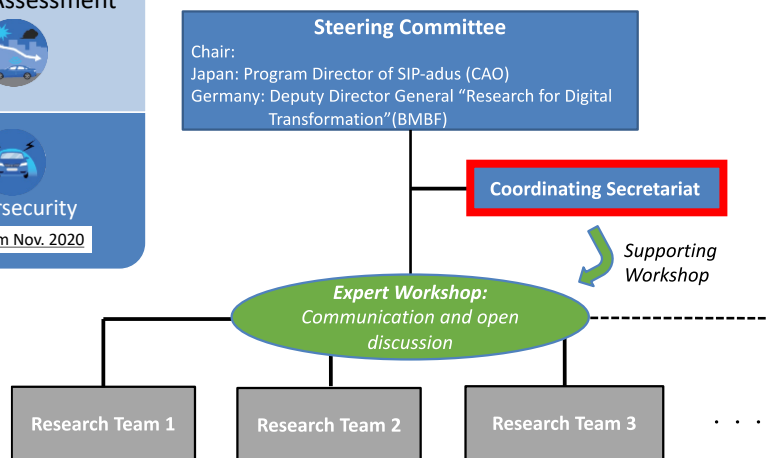 Assessment
Steering Committee
Chair:
Japan: Program Director of SIP-adus (CAO)
Germany: Deputy Director General “Research for Digital
Transformation”(BMBF)
Coordinating Secretariat
Nov. 2020
Supporting
Workshop
Expert Workshop:
Communication and open
discussion
Research Team 1
Research Team 2
Research Team 3
. . .